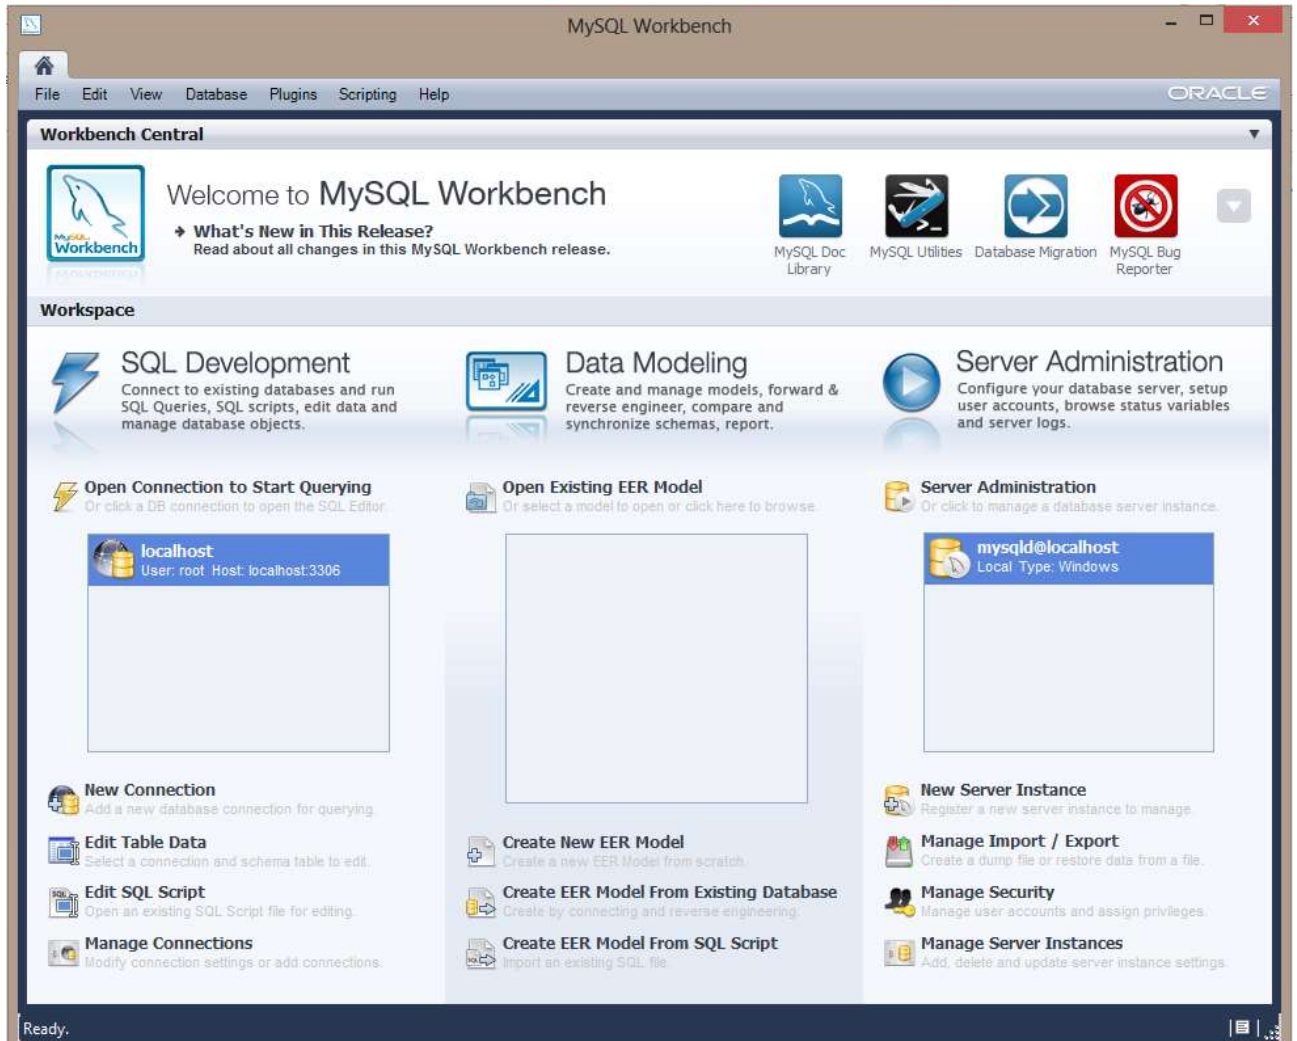 MySQL Workbench
File Edit View Database Plugins Scripting Help
ORACLE
Workbench Central
MySQL
Workbench
Welcome to MySQL Workbench
What's New in This Release?
Read about all changes in this MySQL Workbench release.
MySQL Doc
Library
MySQL Utilities
Database Migration
MySQL Bug
Reporter
Workspace
SQL Development
Connect to existing databases and run
SQL Queries, SQL scripts, edit data and
manage database objects.
Data Modeling
Create and manage models, forward &
reverse engineer, compare and
synchronize schemas, report.
Server Administration
Configure your database server, setup
user accounts, browse status variables
and server logs.
Open Connection to Start Querying
Or click a DB connection to open the SQL Editor.
localhost
User: root Host: localhost:3306
New Connection
Add a new database connection for querying.
Edit Table Data
Select a connection and schema table to edit.
Edit SQL Script
Open an existing SQL Script file for editing.
Manage Connections
Modify connection settings or add connections.
Open Existing EER Model
Or select a model to open or click here to browse.
Create New EER Model
Create a new EER Model from scratch.
Create EER Model From Existing Database
Create by connecting and reverse engineering.
Create EER Model From SQL Script
Import an existing SQL file.
Server Administration
Or click to manage a database server instance.
mysqld@localhost
Local Type: Windows
New Server Instance
Register a new server instance to manage.
Manage Import / Export
Create a dump file or restore data from a file.
Manage Security
Manage user accounts and assign privileges.
Manage Server Instances
Add, delete and update server instance settings.
Ready.